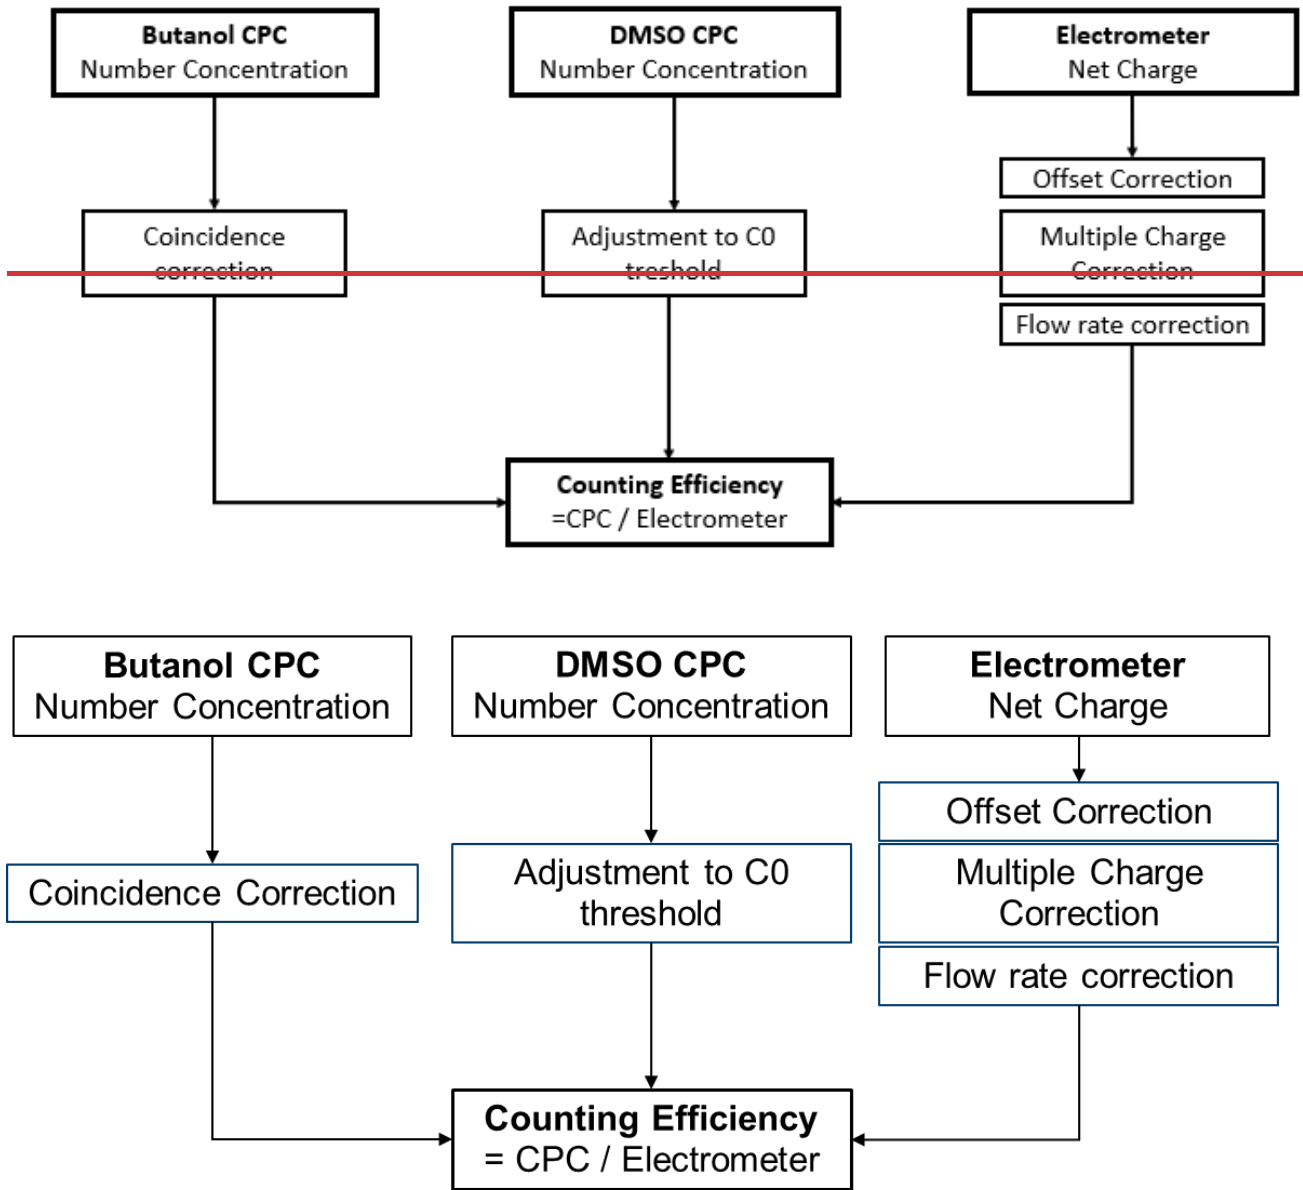 Butanol CPC
Number Concentration
DMSO CPC
Number Concentration
Electrometer
Net Charge
Offset Correction
Coincidence
correction
Adjustment to C0
treshold
Multiple Charge
Correction
Flow rate correction
Counting Efficiency
=CPC / Electrometer
Butanol CPC
Number Concentration
DMSO CPC
Number Concentration
Electrometer
Net Charge
Offset Correction
Coincidence Correction
Adjustment to C0
threshold
Multiple Charge
Correction
Flow rate correction
Counting Efficiency
= CPC / Electrometer